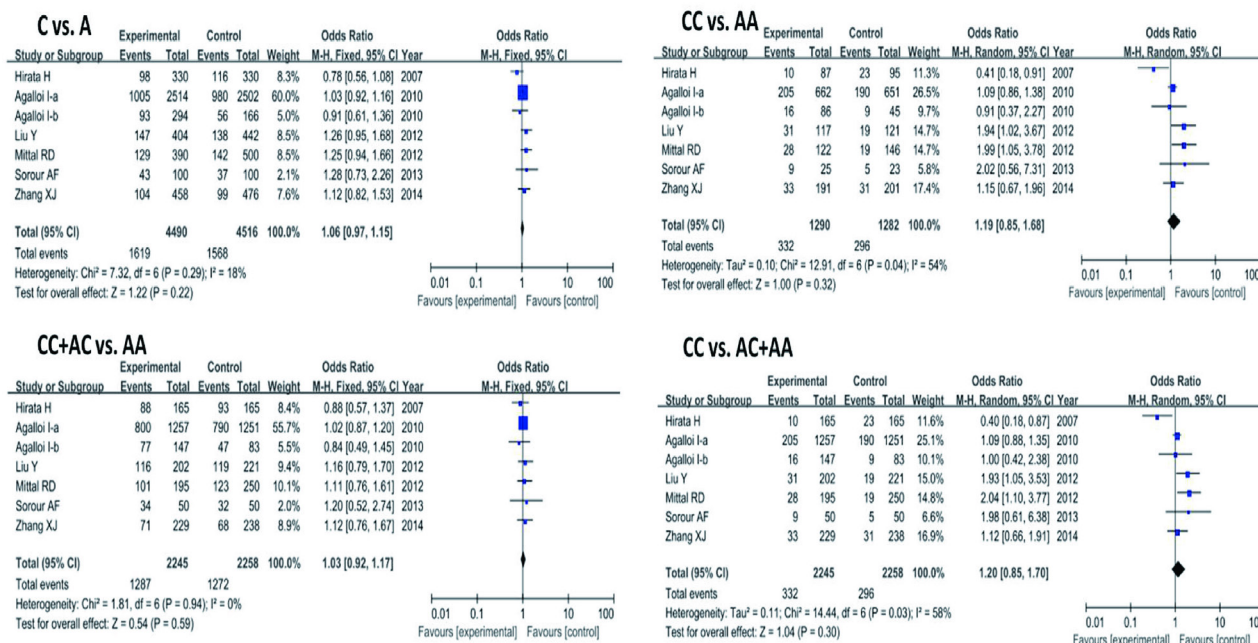 C vs. A
Experimental Control Odds Ratio Odds Ratio
Study or Subgroup Events Total Events Total Weight M-H, Fixed, 95% CI Year M-H, Fixed, 95% CI
Hirata H 98 330 116 330 8.3% 0.78 [0.56, 1.08] 2007
Agalloi I-a 1005 2514 980 2502 60.0% 1.03 [0.92, 1.16] 2010
Agalloi I-b 93 294 56 166 6.1% 0.91 [0.61, 1.36] 2010
Liu Y 147 404 138 442 8.6% 1.26 [0.95, 1.68] 2012
Mittal RD 129 390 142 500 8.5% 1.25 [0.94, 1.66] 2012
Sorour AF 43 100 37 100 2.1% 1.28 [0.73, 2.26] 2013
Zhang XJ 104 458 99 476 7.6% 1.12 [0.82, 1.53] 2014
Total (95% CI) 4490 4516 100.0% 1.06 [0.97, 1.15]
Total events 1619 1568
Heterogeneity: Chi² = 7.32, df = 6 (P = 0.29); I² = 18%
Test for overall effect: Z = 1.22 (P = 0.22)
0.01 0.1 1 10 100
Favours [experimental] Favours [control]
CC vs. AA
Experimental Control Odds Ratio Odds Ratio
Study or Subgroup Events Total Events Total Weight M-H, Random, 95% CI Year M-H, Random, 95% CI
Hirata H 10 87 23 95 11.3% 0.41 [0.18, 0.91] 2007
Agalloi I-a 205 662 190 651 26.5% 1.09 [0.86, 1.38] 2010
Agalloi I-b 16 86 9 45 9.6% 0.91 [0.37, 2.27] 2010
Liu Y 31 117 19 121 14.7% 1.94 [1.02, 3.67] 2012
Mittal RD 28 122 19 146 14.7% 1.99 [1.05, 3.78] 2012
Sorour AF 9 25 5 23 5.8% 2.02 [0.56, 7.31] 2013
Zhang XJ 33 191 31 201 17.4% 1.15 [0.67, 1.96] 2014
Total (95% CI) 1290 1282 100.0% 1.19 [0.85, 1.68]
Total events 332 296
Heterogeneity: Tau² = 0.10; Chi² = 12.91, df = 6 (P = 0.04); I² = 54%
Test for overall effect: Z = 1.00 (P = 0.32)
0.01 0.1 1 10 100
Favours [experimental] Favours [control]
CC+AC vs. AA
Experimental Control Odds Ratio Odds Ratio
Study or Subgroup Events Total Events Total Weight M-H, Fixed, 95% CI Year M-H, Fixed, 95% CI
Hirata H 88 165 93 165 8.4% 0.88 [0.57, 1.37] 2007
Agalloi I-a 800 1257 790 1251 55.7% 1.02 [0.87, 1.20] 2010
Agalloi I-b 77 147 47 83 5.5% 0.84 [0.49, 1.45] 2010
Liu Y 116 202 119 221 9.4% 1.16 [0.79, 1.70] 2012
Mittal RD 101 195 123 250 10.1% 1.11 [0.76, 1.61] 2012
Sorour AF 34 50 32 50 2.0% 1.20 [0.52, 2.74] 2013
Zhang XJ 71 229 68 238 8.9% 1.12 [0.76, 1.67] 2014
Total (95% CI) 2245 2258 100.0% 1.03 [0.92, 1.17]
Total events 1287 1272
Heterogeneity: Chi² = 1.81, df = 6 (P = 0.94); I² = 0%
Test for overall effect: Z = 0.54 (P = 0.59)
0.01 0.1 1 10 100
Favours [experimental] Favours [control]
CC vs. AC+AA
Experimental Control Odds Ratio Odds Ratio
Study or Subgroup Events Total Events Total Weight M-H, Random, 95% CI Year M-H, Random, 95% CI
Hirata H 10 165 23 165 11.9% 0.40 [0.18, 0.87] 2007
Agalloi I-a 205 1257 190 1251 25.1% 1.09 [0.88, 1.35] 2010
Agalloi I-b 16 147 9 83 10.1% 1.00 [0.42, 2.38] 2010
Liu Y 31 202 19 221 15.0% 1.93 [1.05, 3.53] 2012
Mittal RD 28 195 19 250 14.8% 2.04 [1.10, 3.77] 2012
Sorour AF 9 50 5 50 6.6% 1.98 [0.61, 6.38] 2013
Zhang XJ 33 229 31 238 16.9% 1.12 [0.66, 1.91] 2014
Total (95% CI) 2245 2258 100.0% 1.20 [0.85, 1.70]
Total events 332 296
Heterogeneity: Tau² = 0.11; Chi² = 14.44, df = 6 (P = 0.03); I² = 58%
Test for overall effect: Z = 1.04 (P = 0.30)
0.01 0.1 1 10
Favours [experimental] Favours [control]